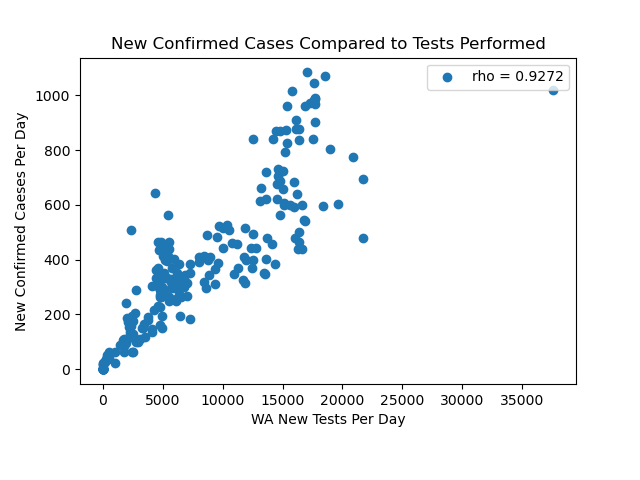 New Confirmed Cases Compared to Tests Performed
rho = 0.9272
New Confirmed Caeses Per Day
1000
800
600
400
200
0
0 5000 10000 15000 20000 25000 30000 35000
WA New Tests Per Day